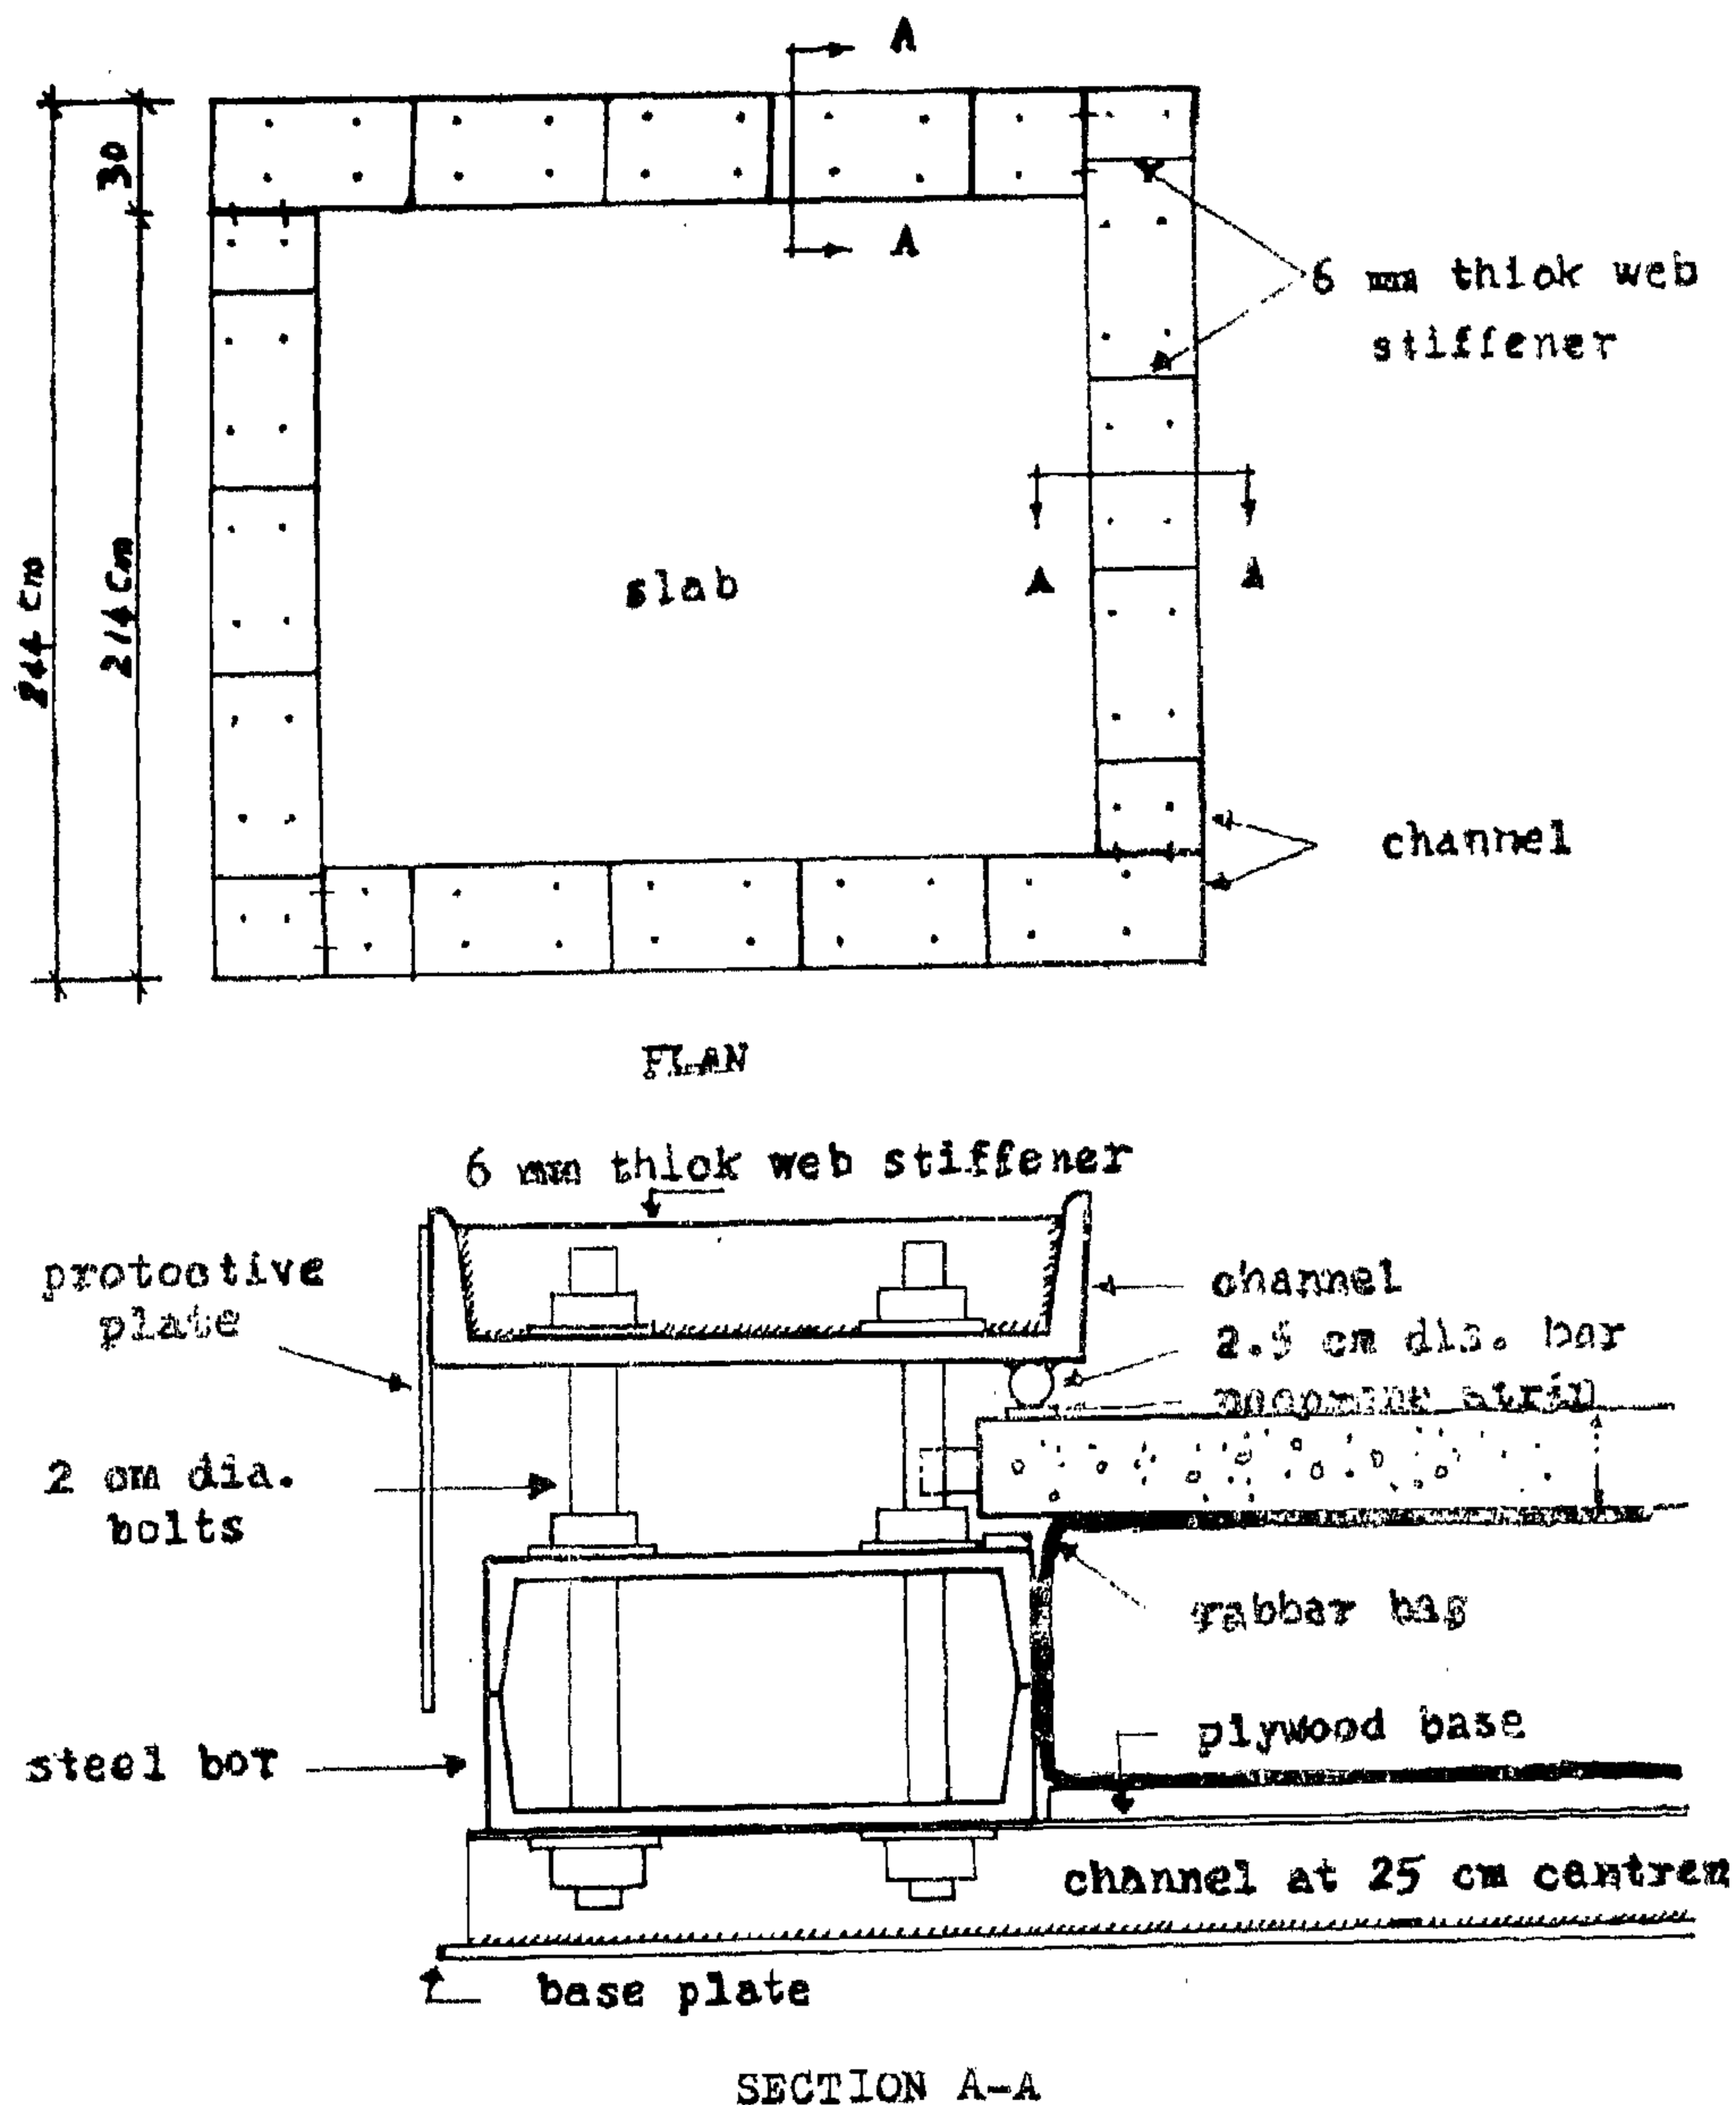 A
30
A
6 mm thick web
stiffener
244 cm
214 cm
slab
A A
channel
PLAN
6 mm thick web stiffener
protective
plate
channel
2.5 cm dia. bar
strip
2 cm dia.
bolts
rabbar bag
plywood base
steel box
channel at 25 cm centres
base plate
SECTION A-A